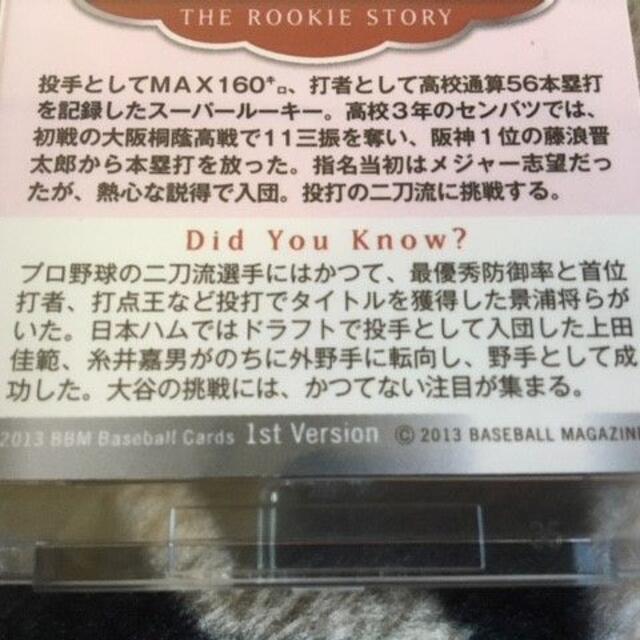 THE ROOKIE STORY
投手としてMAX160㌔、打者として高校通算56本塁打
を記録したスーパールーキー。高校3年のセンバツでは、
初戦の大阪桐蔭高戦で11三振を奪い、阪神1位の藤浪晋
太郎から本塁打を放った。指名当初はメジャー志望だっ
たが、熱心な説得で入団。投打の二刀流に挑戦する。
Did You Know?
プロ野球の二刀流選手にはかつて、最優秀防御率と首位
打者、打点王など投打でタイトルを獲得した景浦将らが
いた。日本ハムではドラフトで投手として入団した上田
佳範、糸井嘉男がのちに外野手に転向し、野手として成
功した。大谷の挑戦には、かつてない注目が集まる。
2013 BBM Baseball Cards 1st Version © 2013 BASEBALL MAGAZINE